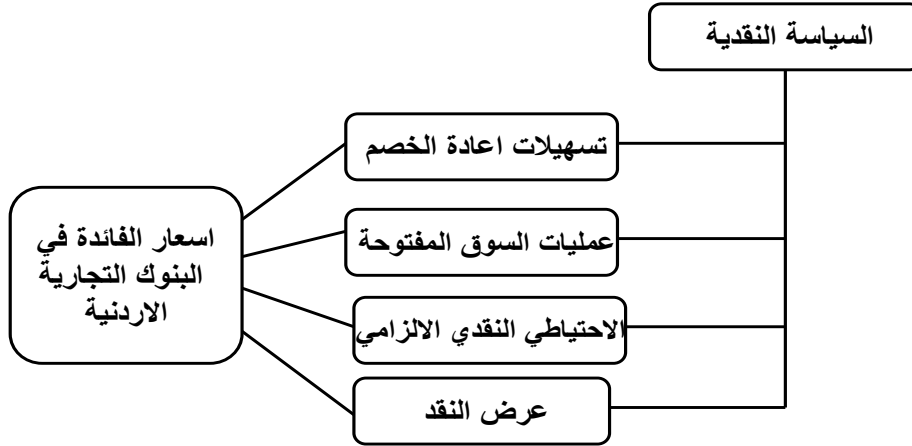 السياسة النقدية
تسهيلات اعادة الخصم
عمليات السوق المفتوحة
الاحتياطي النقدي الالزامي
عرض النقد
اسعار الفائدة في
البنوك التجارية
الاردنية